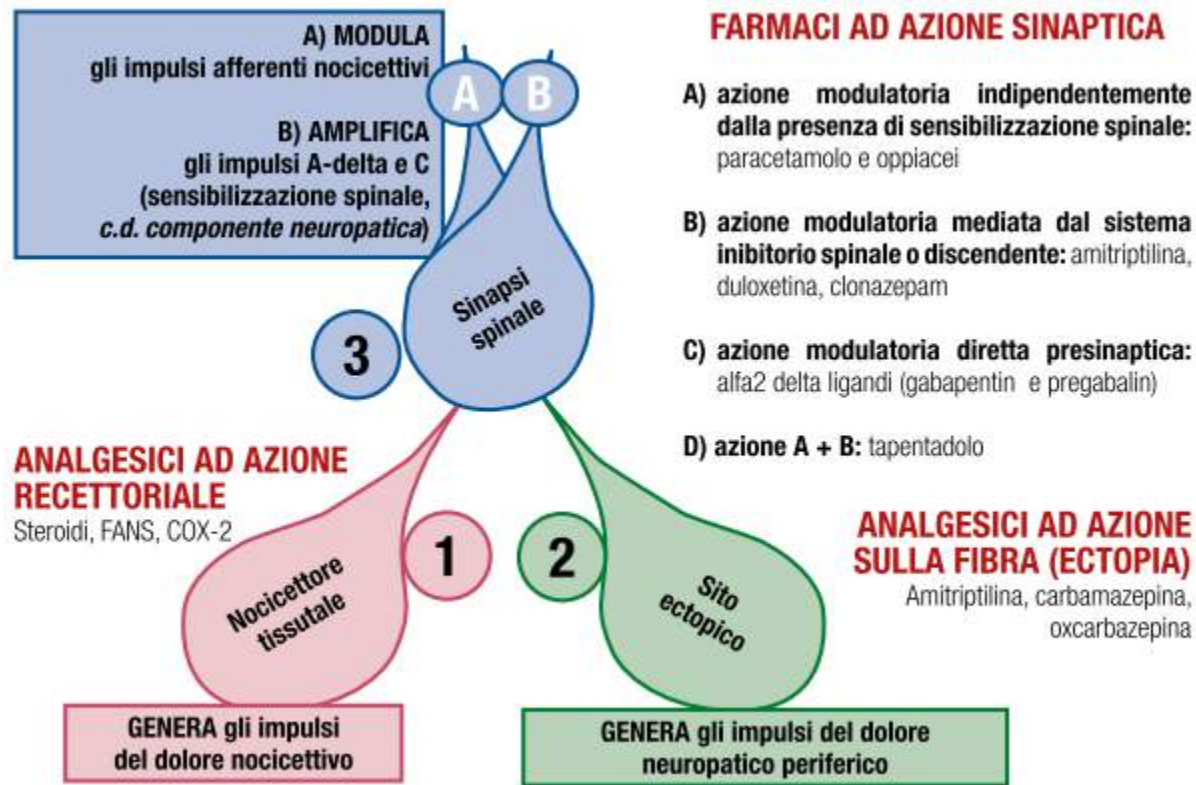 A) MODULA
gli impulsi afferenti nocicettivi
B) AMPLIFICA
gli impulsi A-delta e C
(sensibilizzazione spinale,
c.d. componente neuropatica)
A
B
Sinapsi
spinale
3
FARMACI AD AZIONE SINAPTICA
A) azione modulatoria indipendentemente
dalla presenza di sensibilizzazione spinale:
paracetamolo e oppiacei
B) azione modulatoria mediata dal sistema
inibitorio spinale o discendente: amitriptilina,
duloxetina, clonazepam
C) azione modulatoria diretta presinaptica:
alfa2 delta ligandi (gabapentin e pregabalin)
D) azione A + B: tapentadolo
ANALGESICI AD AZIONE
RECETTORIALE
Steroidi, FANS, COX-2
1
Nocicettore
tissutale
2
Sito
ectopico
ANALGESICI AD AZIONE
SULLA FIBRA (ECTOPIA)
Amitriptilina, carbamazepina,
oxcarbazepina
GENERA gli impulsi
del dolore nocicettivo
GENERA gli impulsi del dolore
neuropatico periferico